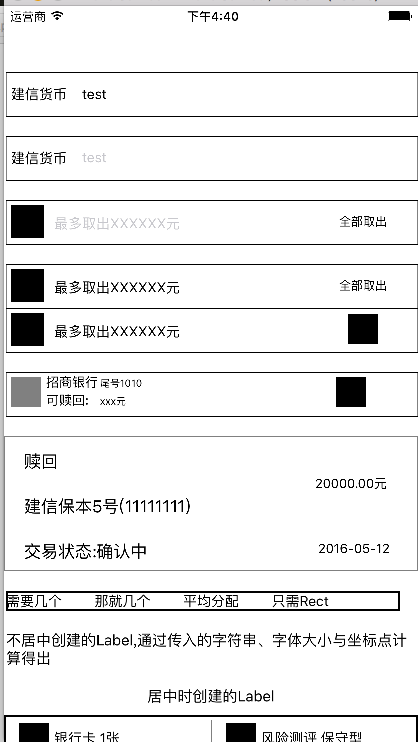 运营商 下午4:40
建信货币 test
建信货币 test
最多取出XXXXXX元 全部取出
最多取出XXXXXX元 全部取出
最多取出XXXXXX元
招商银行 尾号1010
可赎回: xxx元
赎回
20000.00元
建信保本5号(11111111)
交易状态:确认中 2016-05-12
需要几个 那就几个 平均分配 只需Rect
不居中创建的Label,通过传入的字符串、字体大小与坐标点计
算得出
居中时创建的Label
银行卡 1张 风险测评 保守型